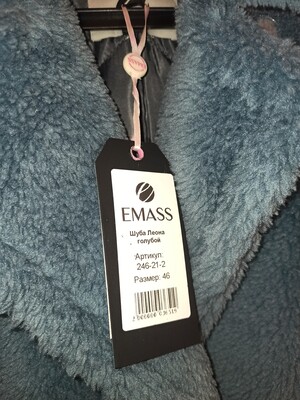 EMASS
Шуба Леона
голубой
Артикул:
246-21-2
Размер: 46